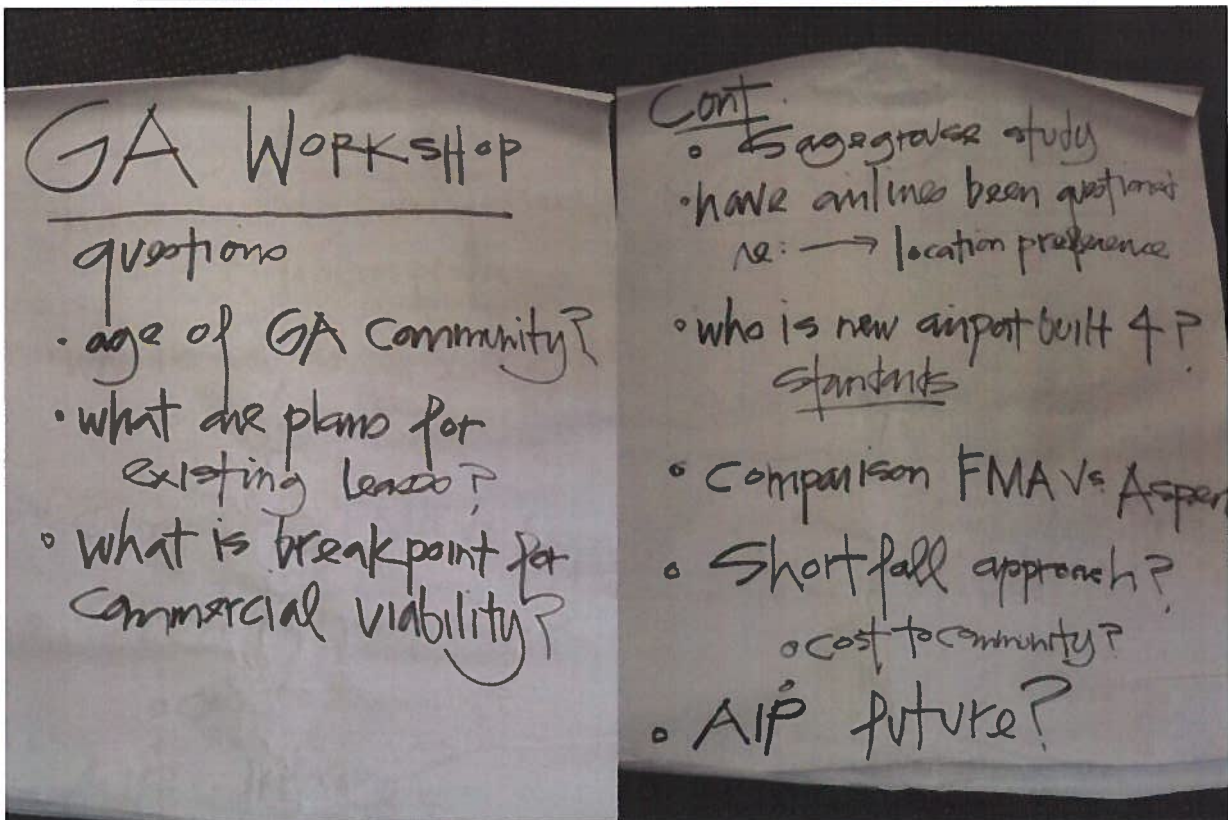 GA WORKSHOP
questions
• age of GA Community?
• what are plans for
existing leases?
• what is breakpoint for
commercial viability?
Cont.
• Sagegrouse study
• have airlines been questioned
re: → location preference
• who is new airport built 4?
standards
• Comparison FMA vs. Aspen
• Shortfall approach?
• cost to community?
• AIP future?